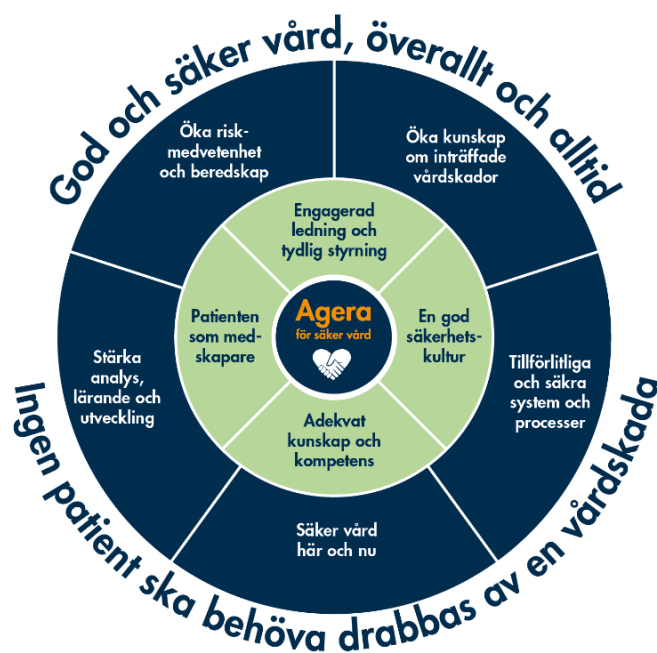 God och säker vård, överallt och alltid
Öka risk-
medvetenhet
och beredskap
Öka kunskap
om inträffade
vårdskador
Engagerad
ledning och
tydlig styrning
Patienten
som med-
skapare
Agera
för säker vård
En god
säkerhets-
kultur
Stärka
analys,
lärande och
utveckling
Tillförlitliga
och säkra
system och
processer
Adekvat
kunskap och
kompetens
Säker vård
här och nu
Ingen patient ska behöva drabbas av en vårdskada